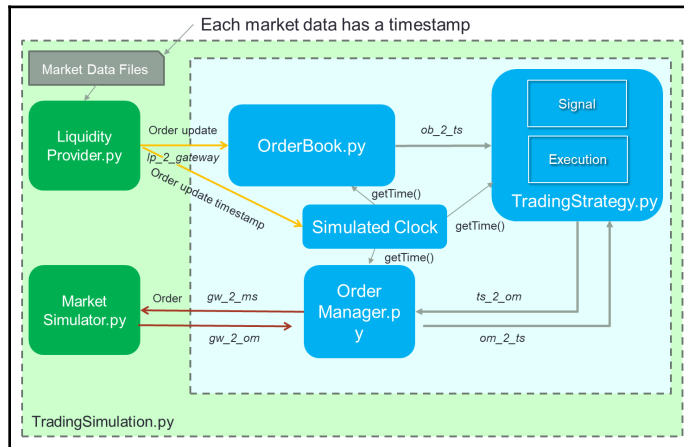 Each market data has a timestamp
Market Data Files
Liquidity
Provider.py
Order update
lp_2_gateway
Order update timestamp
OrderBook.py
ob_2_ts
Signal
Execution
TradingStrategy.py
getTime()
Simulated Clock
getTime()
getTime()
Market
Simulator.py
Order
gw_2_ms
gw_2_om
Order
Manager.p
y
ts_2_om
om_2_ts
TradingSimulation.py